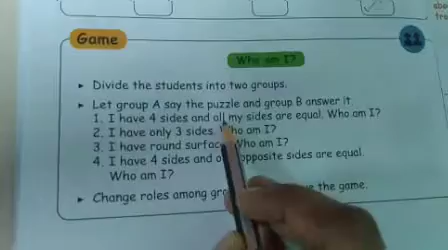 Game
Who am I?
Divide the students into two groups.
Let group A say the puzzle and group B answer it.
1. I have 4 sides and all my sides are equal. Who am I?
2. I have only 3 sides. Who am I?
3. I have round surface. Who am I?
4. I have 4 sides and opposite sides are equal.
Who am I?
Change roles among the game.